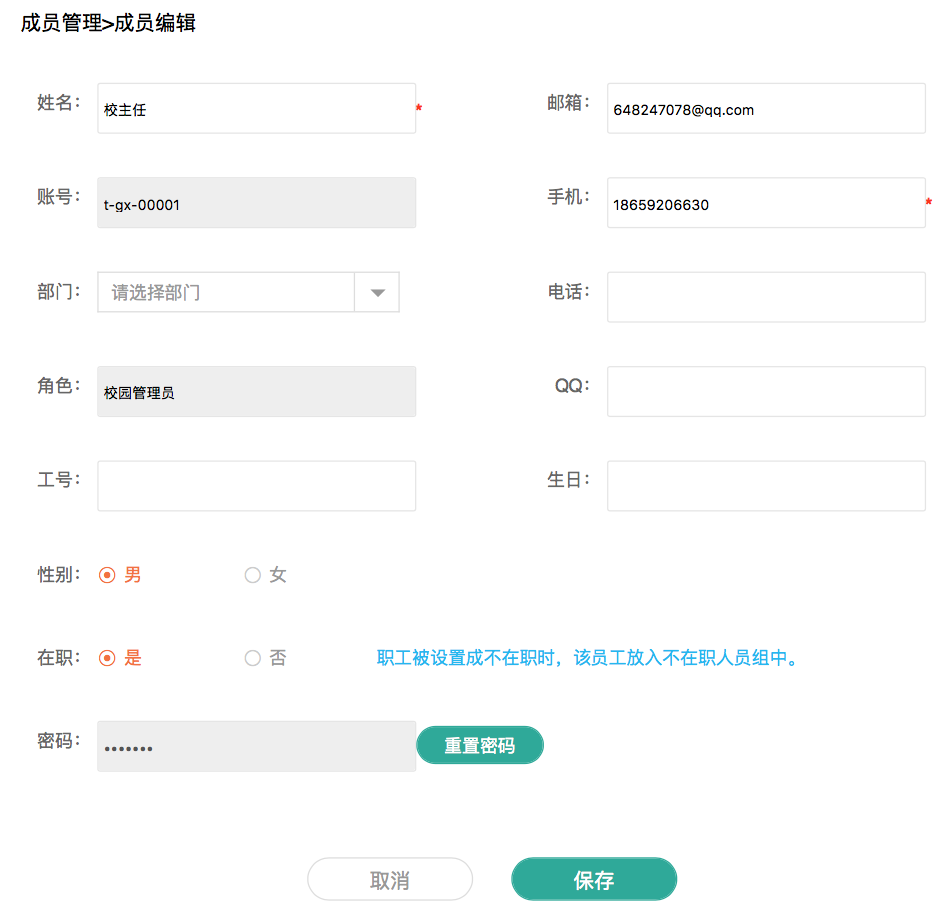 成员管理>成员编辑
姓名： 校主任 * 邮箱： 648247078@qq.com
账号： t-gx-00001 手机： 18659206630 *
部门： 请选择部门 电话：
角色： 校园管理员 QQ：
工号： 生日：
性别： 男 女
在职： 是 否 职工被设置成不在职时，该员工放入不在职人员组中。
密码： ••••••• 重置密码
取消 保存